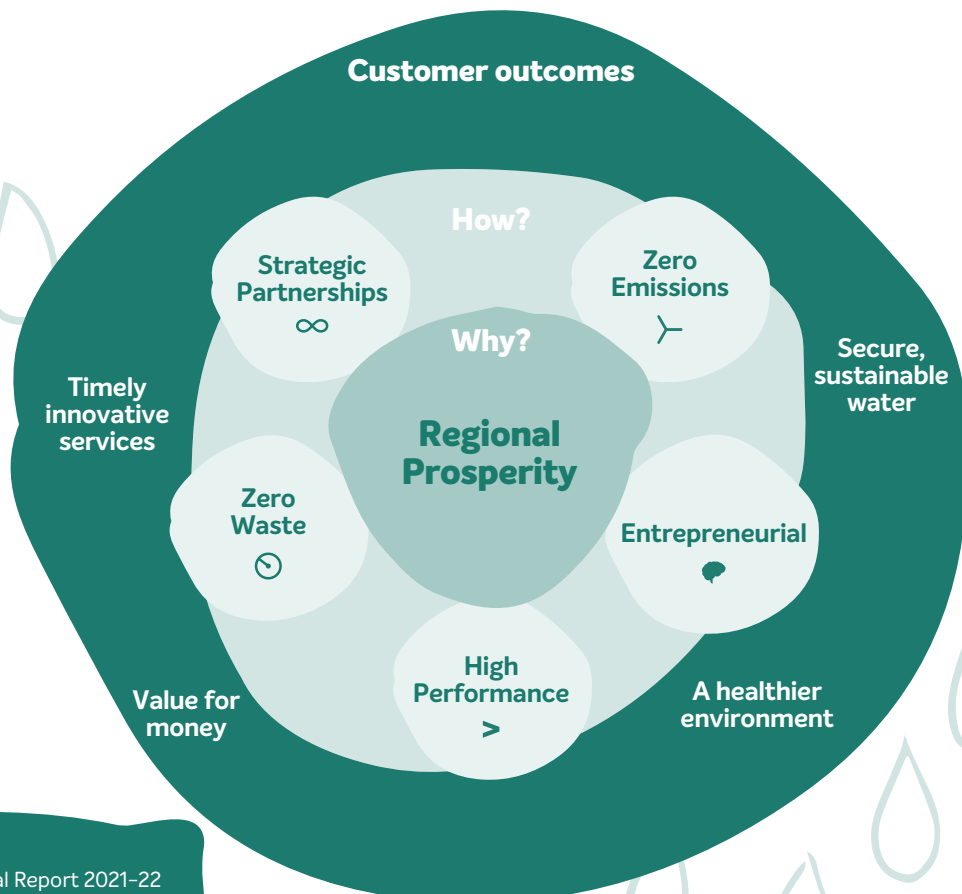 Customer outcomes
How?
Strategic
Partnerships
Zero
Emissions
Why?
Secure,
sustainable
water
Timely
innovative
services
Regional
Prosperity
Zero
Waste
Entrepreneurial
High
Performance
>
Value for
money
A healthier
environment
Report 2021–22